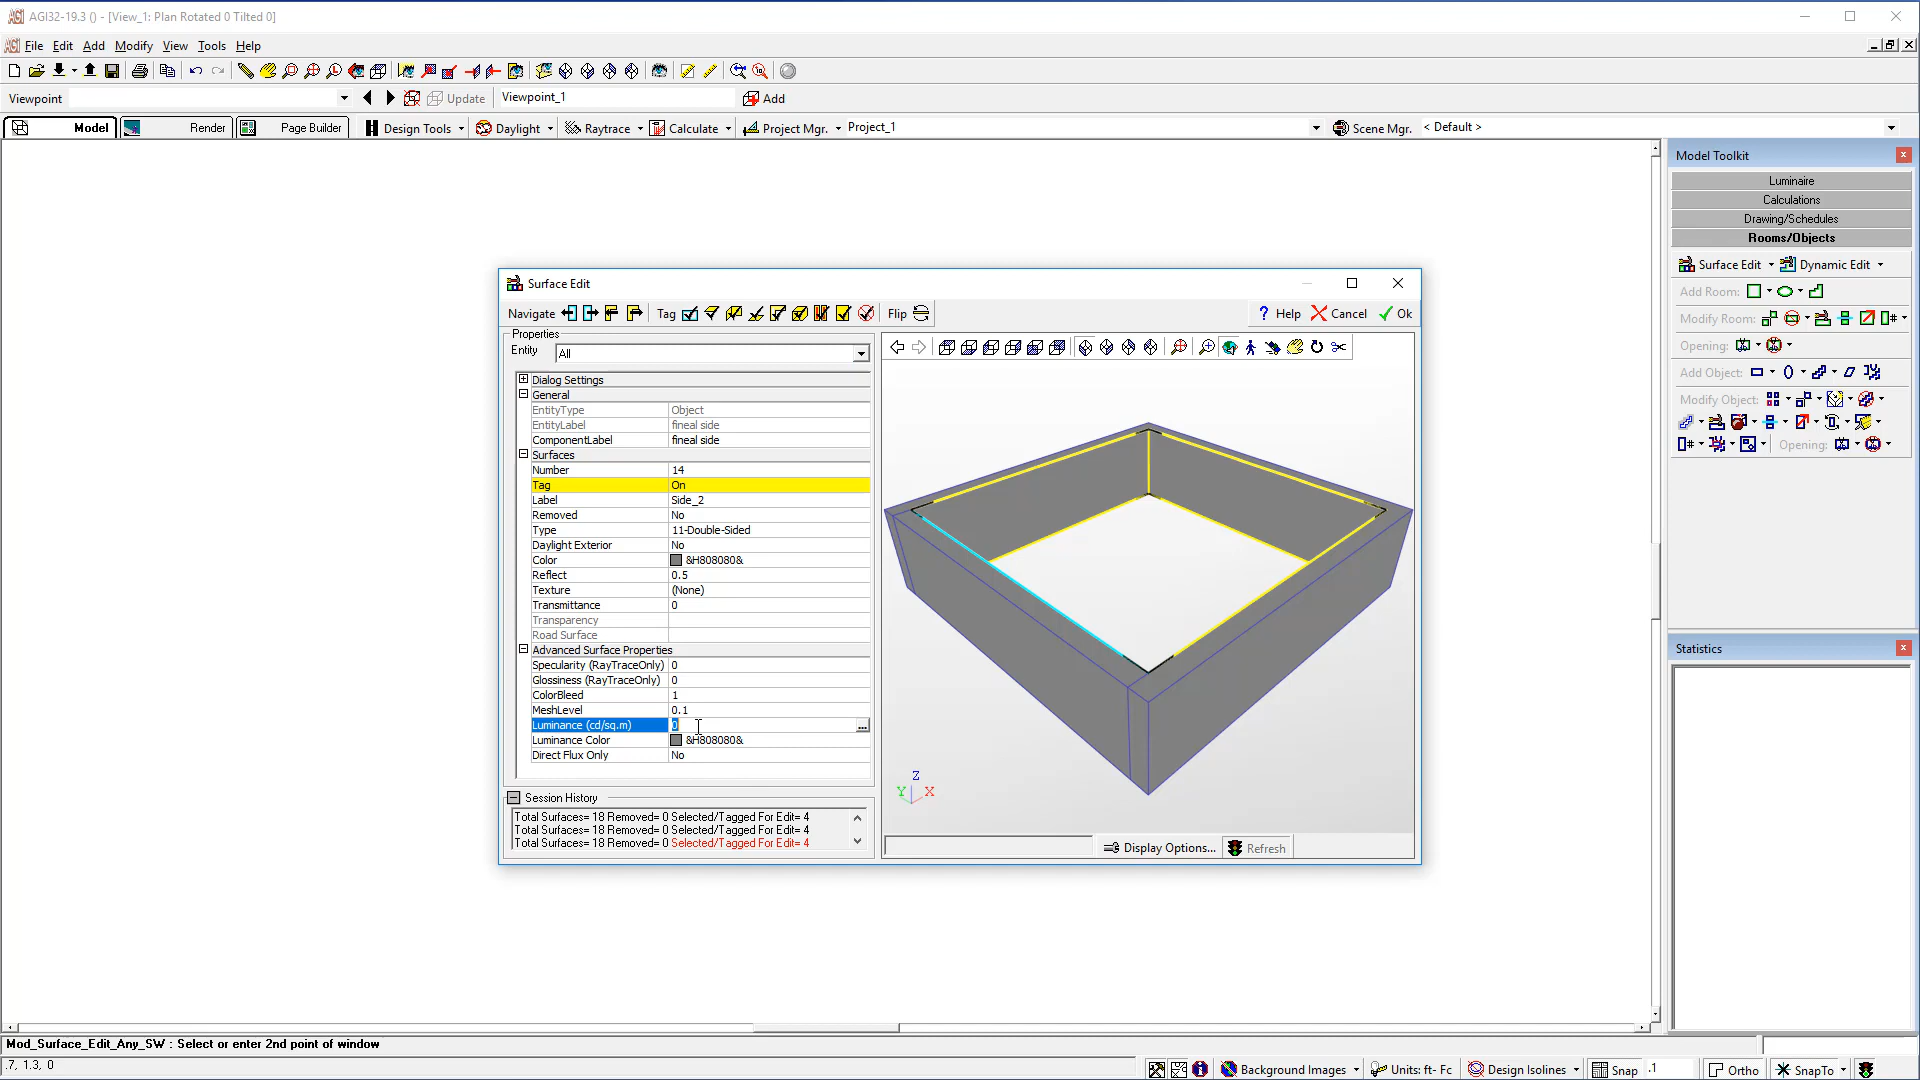 AGI32-19.3 () - [View_1: Plan Rotated 0 Tilted 0]
File Edit Add Modify View Tools Help
Viewpoint Update Viewpoint_1 Add
Model Render Page Builder Design Tools Daylight Raytrace Calculate Project Mgr. Project_1 Scene Mgr. < Default >
Model Toolkit
Luminaire
Calculations
Drawing/Schedules
Rooms/Objects
Surface Edit Dynamic Edit
Add Room:
Modify Room:
Opening:
Add Object:
Modify Object:
Opening:
Statistics
Surface Edit
Navigate Tag Flip ? Help Cancel Ok
Properties
Entity All
Dialog Settings
General
EntityType Object
EntityLabel fineal side
ComponentLabel fineal side
Surfaces
Number 14
Tag On
Label Side_2
Removed No
Type 11-Double-Sided
Daylight Exterior No
Color &H808080&
Reflect 0.5
Texture (None)
Transmittance 0
Transparency
Road Surface
Advanced Surface Properties
Specularity (RayTraceOnly) 0
Glossiness (RayTraceOnly) 0
ColorBleed 1
MeshLevel 0.1
Luminance (cd/sq.m) 0 ...
Luminance Color &H808080&
Direct Flux Only No
Session History
Total Surfaces= 18 Removed= 0 Selected/Tagged For Edit= 4
Total Surfaces= 18 Removed= 0 Selected/Tagged For Edit= 4
Total Surfaces= 18 Removed= 0 Selected/Tagged For Edit= 4
Z
Y X
Display Options... Refresh
Mod_Surface_Edit_Any_SW : Select or enter 2nd point of window
.7, 1.3, 0
Background Images Units: ft- Fc Design Isolines Snap .1 Ortho SnapTo